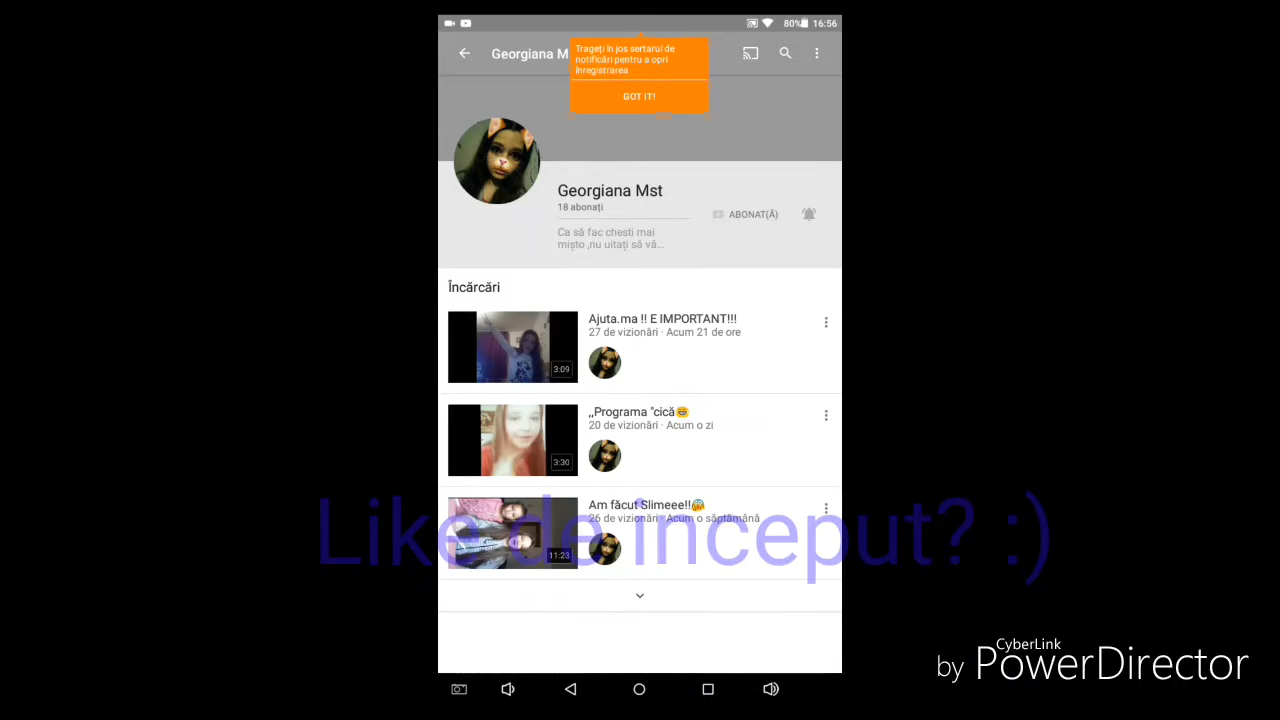 80% 16:56
Georgiana M
Trageți în jos sertarul de
notificări pentru a opri
înregistrarea
GOT IT!
Georgiana Mst
18 abonați
ABONAT(Ă)
Ca să fac chesti mai
mișto ,nu uitați să vă...
Încărcări
Ajuta.ma !! E IMPORTANT!!!
27 de vizionări · Acum 21 de ore
3:09
,,Programa "cică🤓
20 de vizionări · Acum o zi
3:30
Am făcut Slimeee!!😱
26 de vizionări · Acum o săptămână
11:23
Like de inceput? :)
CyberLink
by PowerDirector